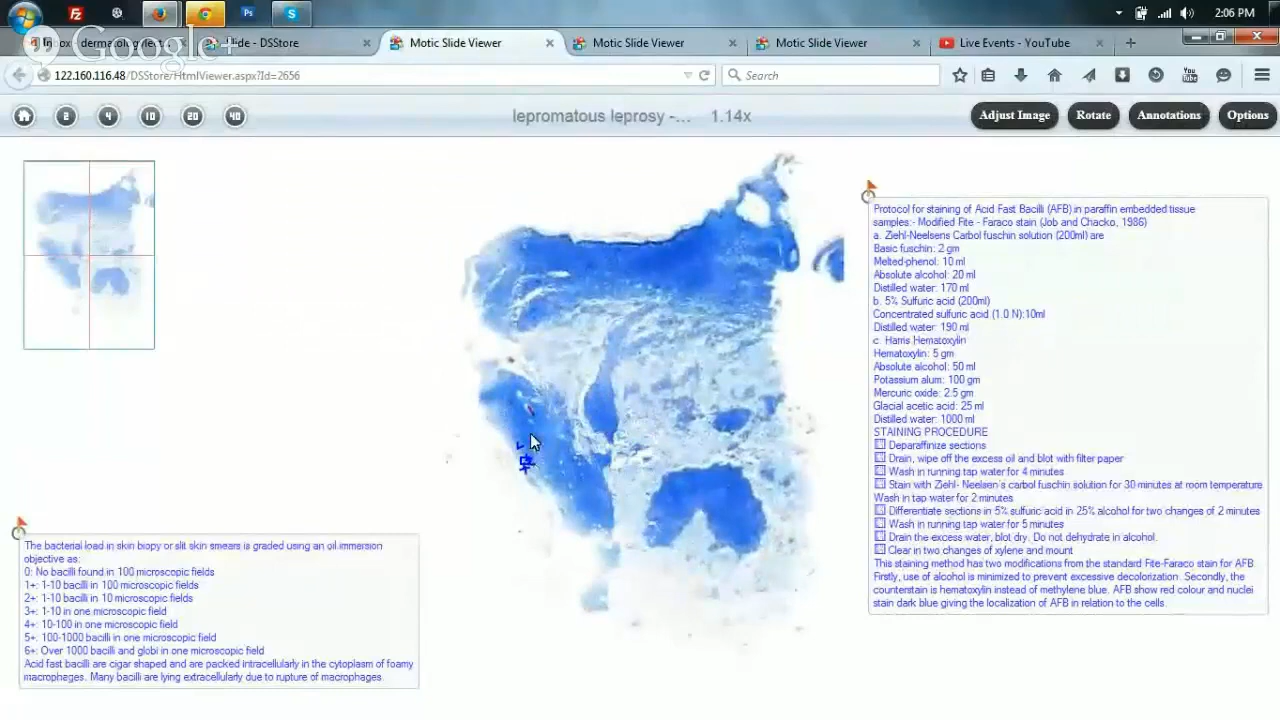 2:06 PM
Google+
Inbox - dermatologilect
lide - DSStore
Motic Slide Viewer
Motic Slide Viewer
Motic Slide Viewer
Live Events - YouTube
122.160.116.48/DSStore/HtmlViewer.aspx?Id=2656
Search
2 4 10 20 40
lepromatous leprosy -... 1.14x
Adjust Image
Rotate
Annotations
Options
Protocol for staining of Acid Fast Bacilli (AFB) in paraffin embedded tissue
samples:- Modified Fite - Faraco stain (Job and Chacko, 1986)
a. Ziehl-Neelsens Carbol fuschin solution (200ml) are
Basic fuschin: 2 gm
Melted-phenol: 10 ml
Absolute alcohol: 20 ml
Distilled water: 170 ml
b. 5% Sulfuric acid (200ml)
Concentrated sulfuric acid (1.0 N):10ml
Distilled water: 190 ml
c. Harris Hematoxylin
Hematoxylin: 5 gm
Absolute alcohol: 50 ml
Potassium alum: 100 gm
Mercuric oxide: 2.5 gm
Glacial acetic acid: 25 ml
Distilled water: 1000 ml
STAINING PROCEDURE
Deparaffinize sections
Drain, wipe off the excess oil and blot with filter paper
Wash in running tap water for 4 minutes
Stain with Ziehl- Neelsen's carbol fuschin solution for 30 minutes at room temperature
Wash in tap water for 2 minutes
Differentiate sections in 5% sulfuric acid in 25% alcohol for two changes of 2 minutes
Wash in running tap water for 5 minutes
Drain the excess water, blot dry. Do not dehydrate in alcohol.
Clear in two changes of xylene and mount
This staining method has two modifications from the standard Fite-Faraco stain for AFB.
Firstly, use of alcohol is minimized to prevent excessive decolorization. Secondly, the
counterstain is hematoxylin instead of methylene blue. AFB show red colour and nuclei
stain dark blue giving the localization of AFB in relation to the cells.
The bacterial load in skin biopsy or slit skin smears is graded using an oil immersion
objective as:
0: No bacilli found in 100 microscopic fields
1+: 1-10 bacilli in 100 microscopic fields
2+: 1-10 bacilli in 10 microscopic fields
3+: 1-10 in one microscopic field
4+: 10-100 in one microscopic field
5+: 100-1000 bacilli in one microscopic field
6+: Over 1000 bacilli and globi in one microscopic field
Acid fast bacilli are cigar shaped and are packed intracellularly in the cytoplasm of foamy
macrophages. Many bacilli are lying extracellularly due to rupture of macrophages.